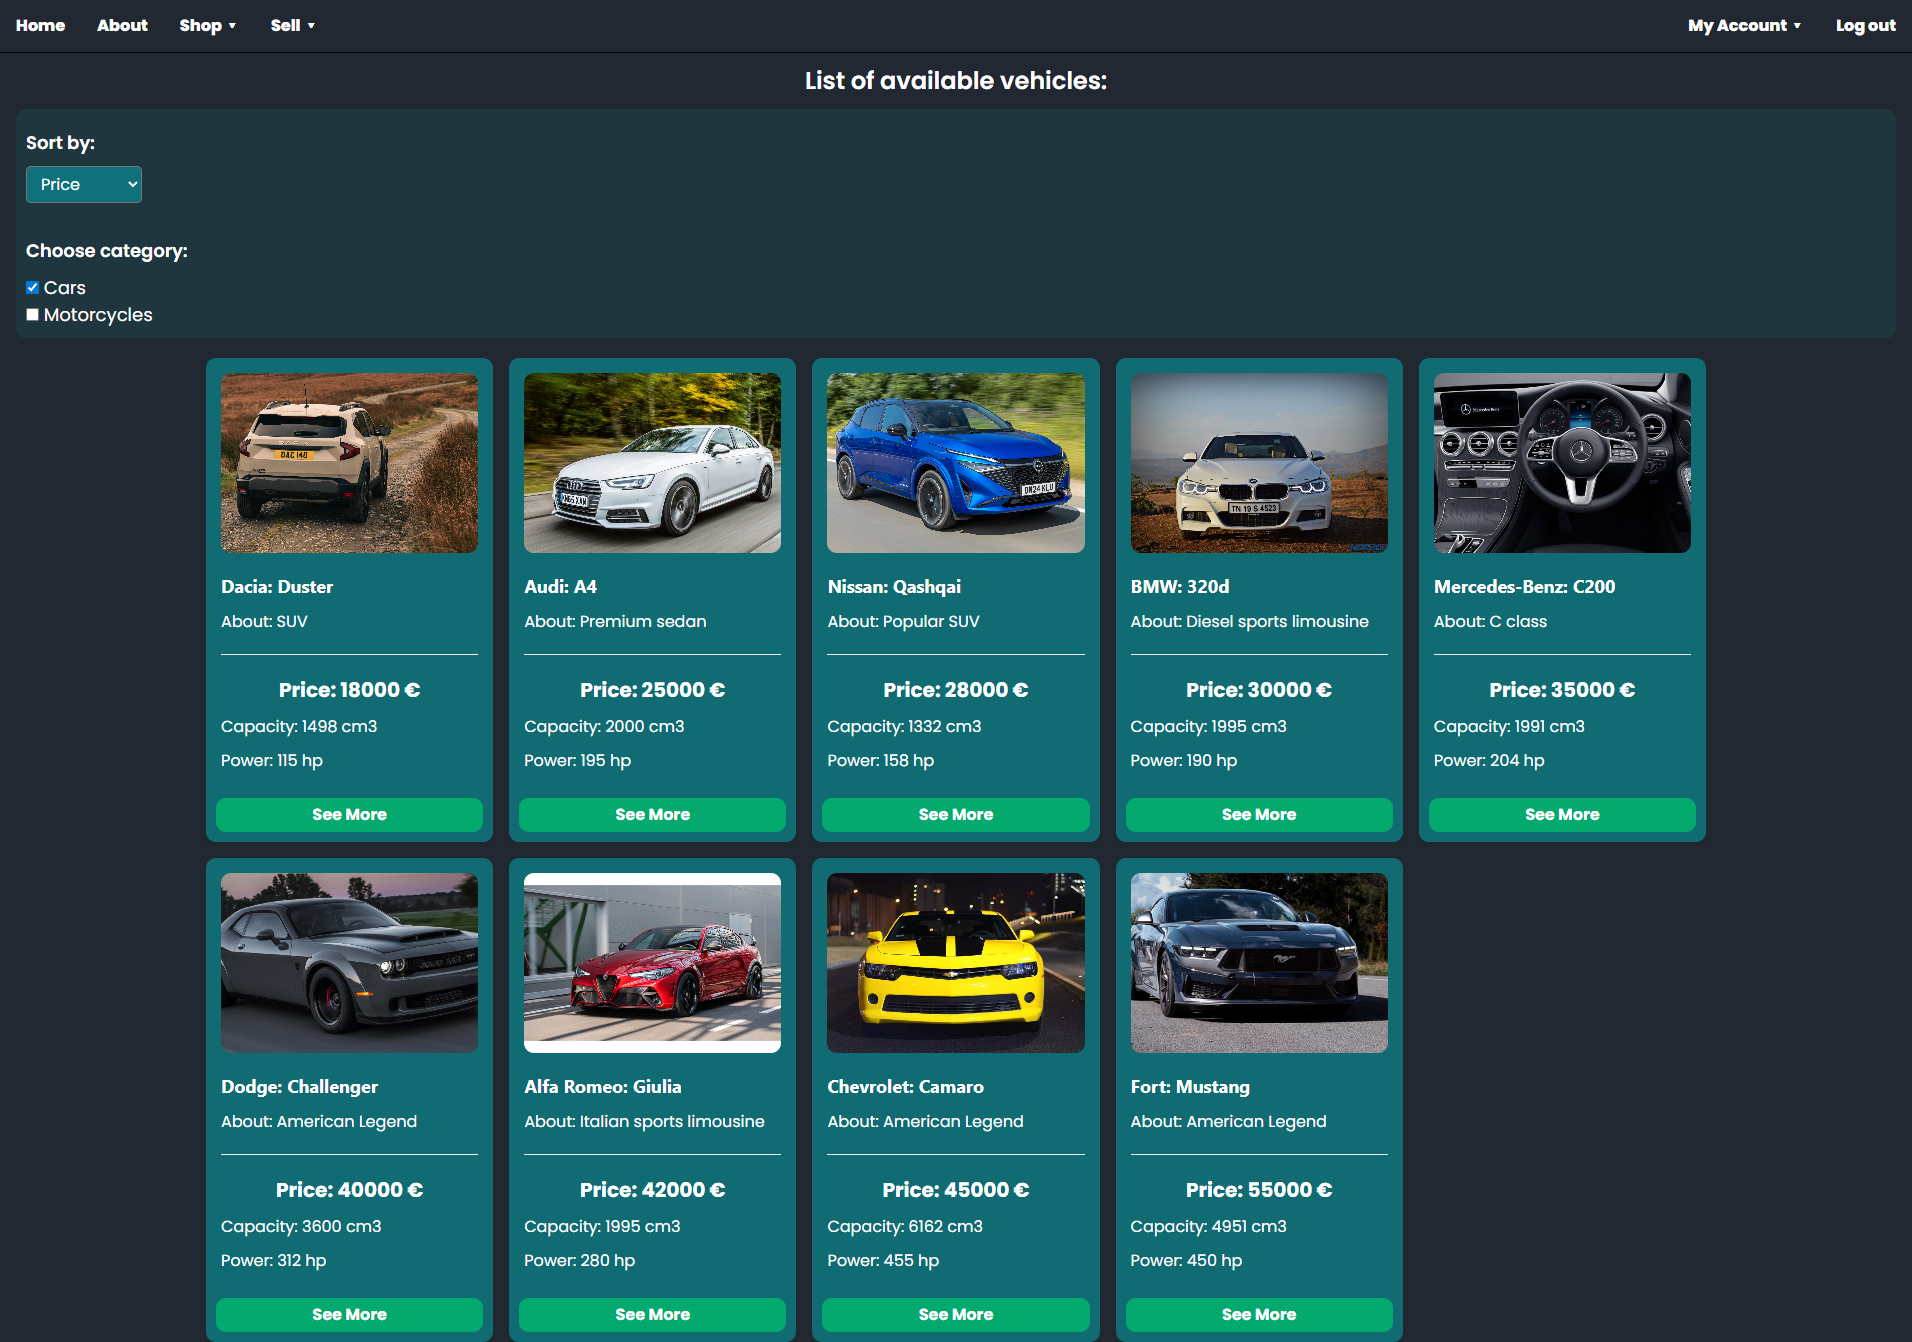 Home About Shop ▼ Sell ▼ My Account ▼ Log out
List of available vehicles:
Sort by:
Price
Choose category:
Cars
Motorcycles
DACIA
DAC 140
KM65 XAW
DN24 KLU
TN 19 S 4523
Mercedes-Benz
Dacia: Duster
About: SUV
Price: 18000 €
Capacity: 1498 cm3
Power: 115 hp
See More
Audi: A4
About: Premium sedan
Price: 25000 €
Capacity: 2000 cm3
Power: 195 hp
See More
Nissan: Qashqai
About: Popular SUV
Price: 28000 €
Capacity: 1332 cm3
Power: 158 hp
See More
BMW: 320d
About: Diesel sports limousine
Price: 30000 €
Capacity: 1995 cm3
Power: 190 hp
See More
Mercedes-Benz: C200
About: C class
Price: 35000 €
Capacity: 1991 cm3
Power: 204 hp
See More
Dodge: Challenger
About: American Legend
Price: 40000 €
Capacity: 3600 cm3
Power: 312 hp
See More
Alfa Romeo: Giulia
About: Italian sports limousine
Price: 42000 €
Capacity: 1995 cm3
Power: 280 hp
See More
Chevrolet: Camaro
About: American Legend
Price: 45000 €
Capacity: 6162 cm3
Power: 455 hp
See More
Fort: Mustang
About: American Legend
Price: 55000 €
Capacity: 4951 cm3
Power: 450 hp
See More